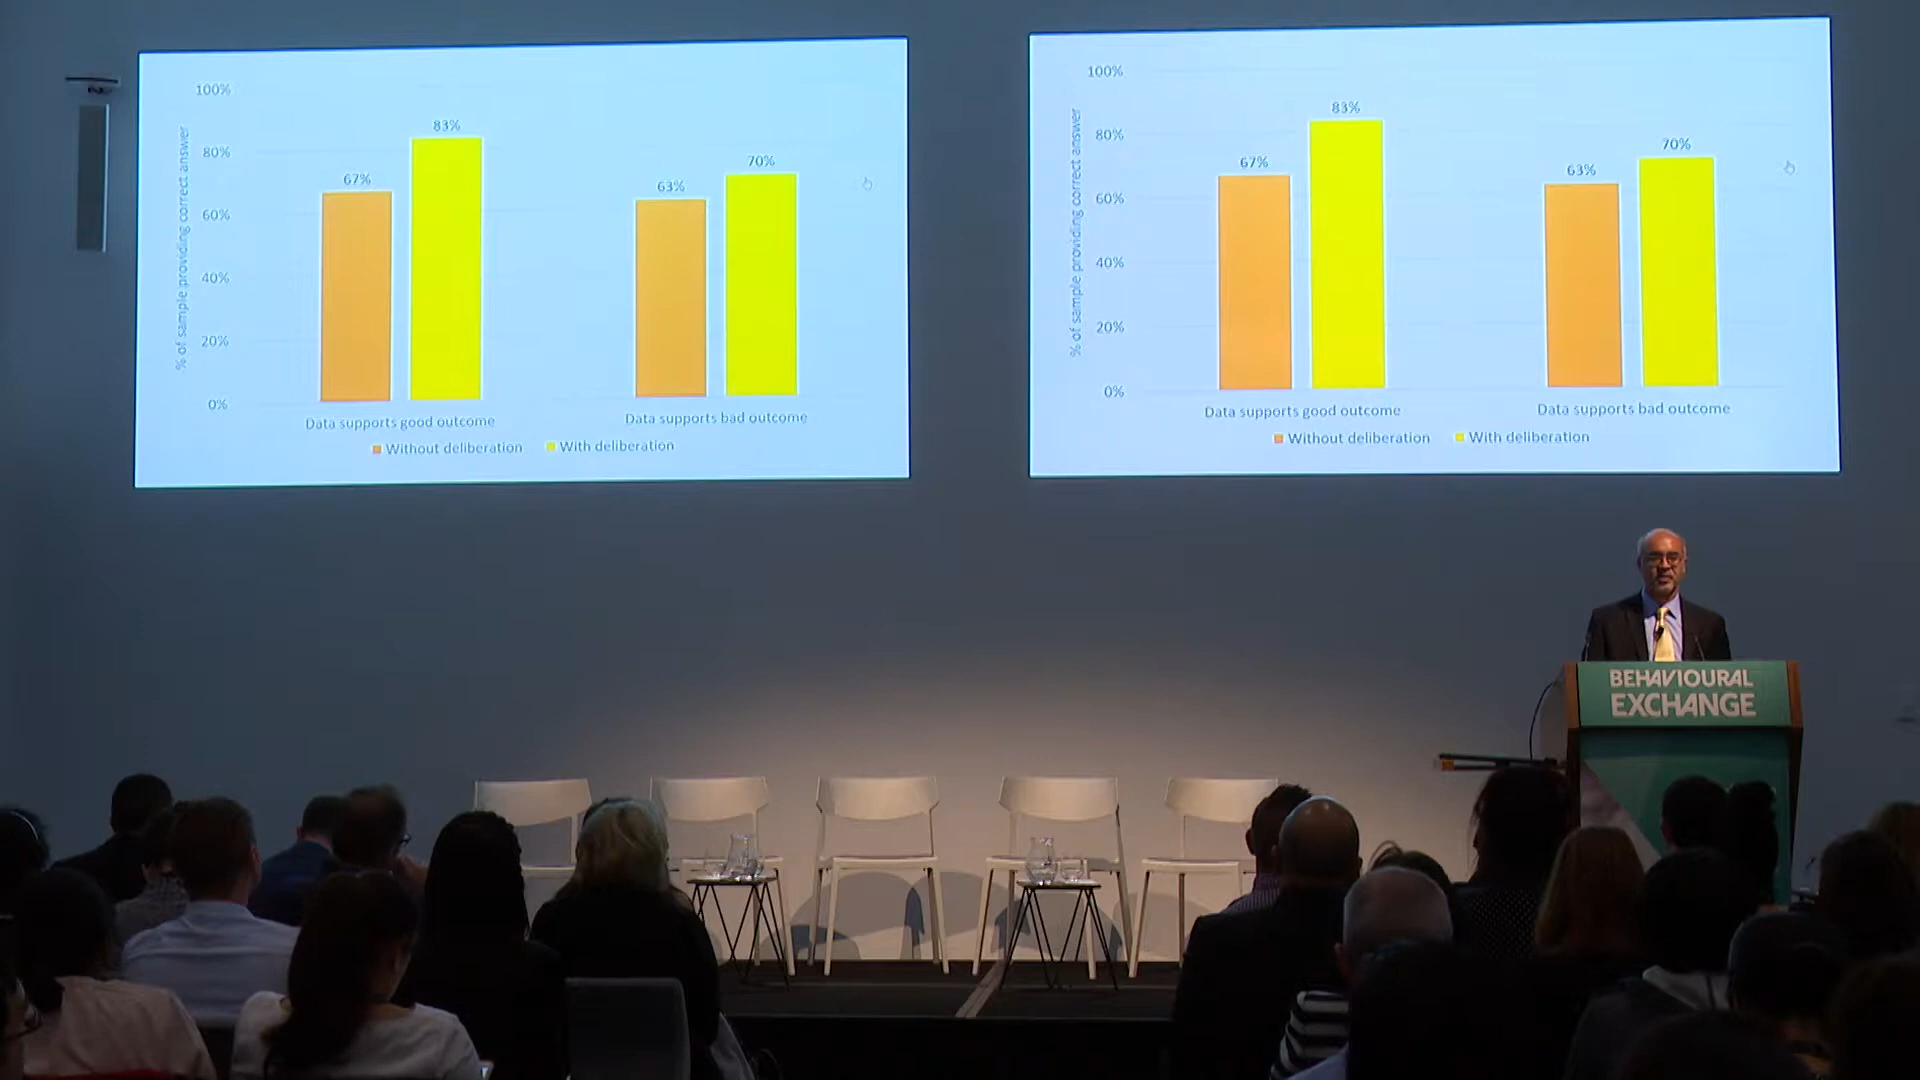 100%
80%
60%
40%
20%
0%
% of sample providing correct answer
67%
83%
63%
70%
Data supports good outcome
Data supports bad outcome
Without deliberation
With deliberation
100%
80%
60%
40%
20%
0%
% of sample providing correct answer
67%
83%
63%
70%
Data supports good outcome
Data supports bad outcome
Without deliberation
With deliberation
BEHAVIOURAL
EXCHANGE